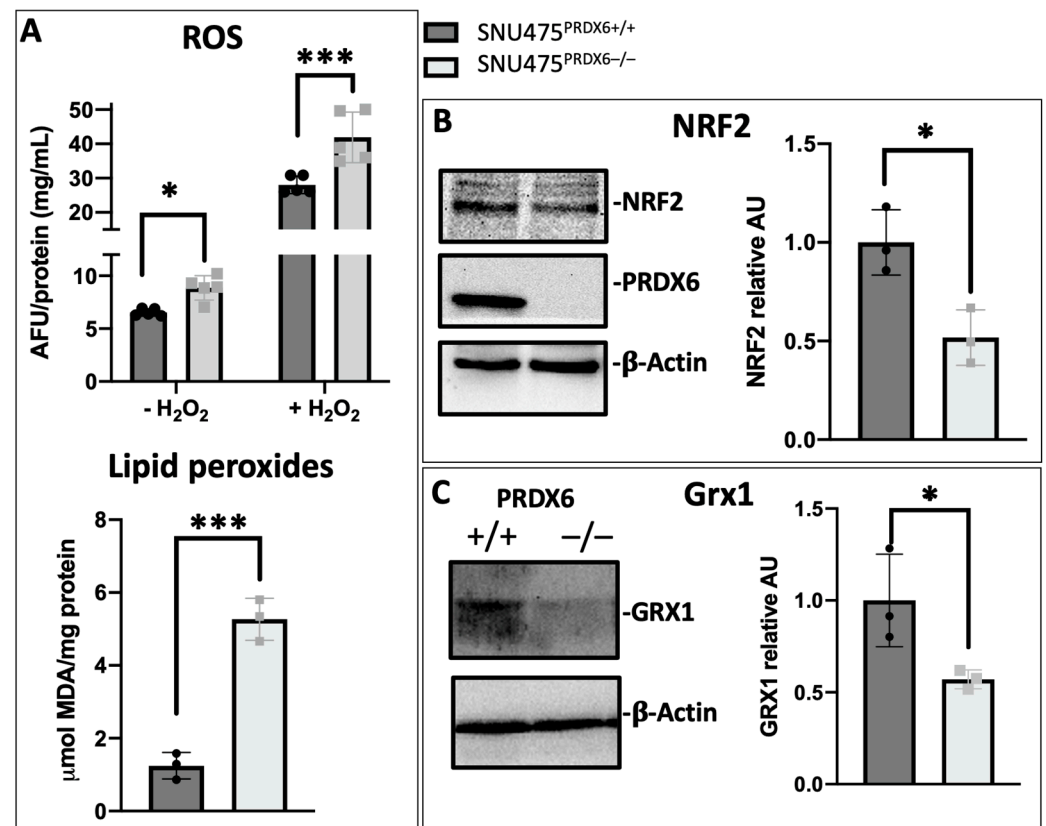 A
ROS
SNU475PRDX6+/+
SNU475PRDX6–/–
***
*
50
40
30
20
10
5
0
AFU/protein (mg/mL)
- H₂O₂
+ H₂O₂
Lipid peroxides
***
8
6
4
2
0
μmol MDA/mg protein
B
NRF2
-NRF2
-PRDX6
-β-Actin
*
1.5
1.0
0.5
0.0
NRF2 relative AU
C
PRDX6
Grx1
+/+
–/–
-GRX1
-β-Actin
*
1.5
1.0
0.5
0.0
GRX1 relative AU